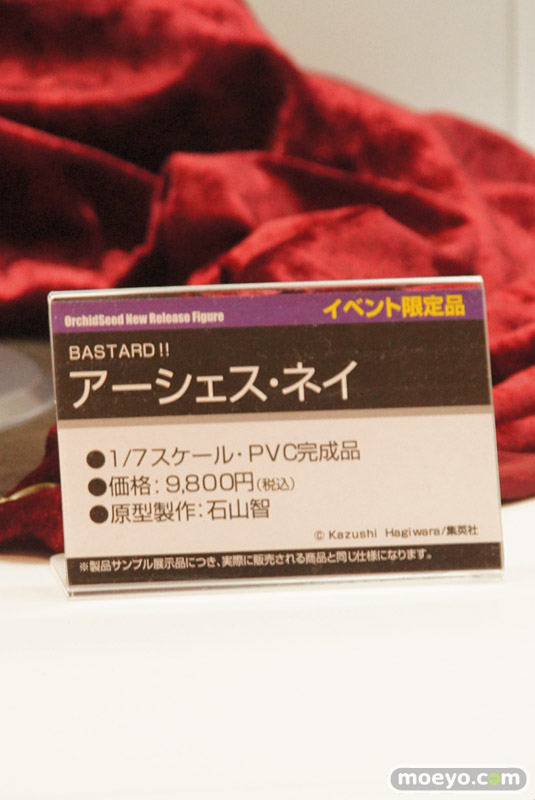 OrchidSeed New Release Figure イベント限定品
BASTARD!!
アーシェス・ネイ
●1/7スケール・PVC完成品
●価格：9,800円(税込)
●原型製作：石山智
© Kazushi Hagiwara/集英社
※製品サンプル展示品につき、実際に販売される商品と同じ仕様になります。
moeyo.com